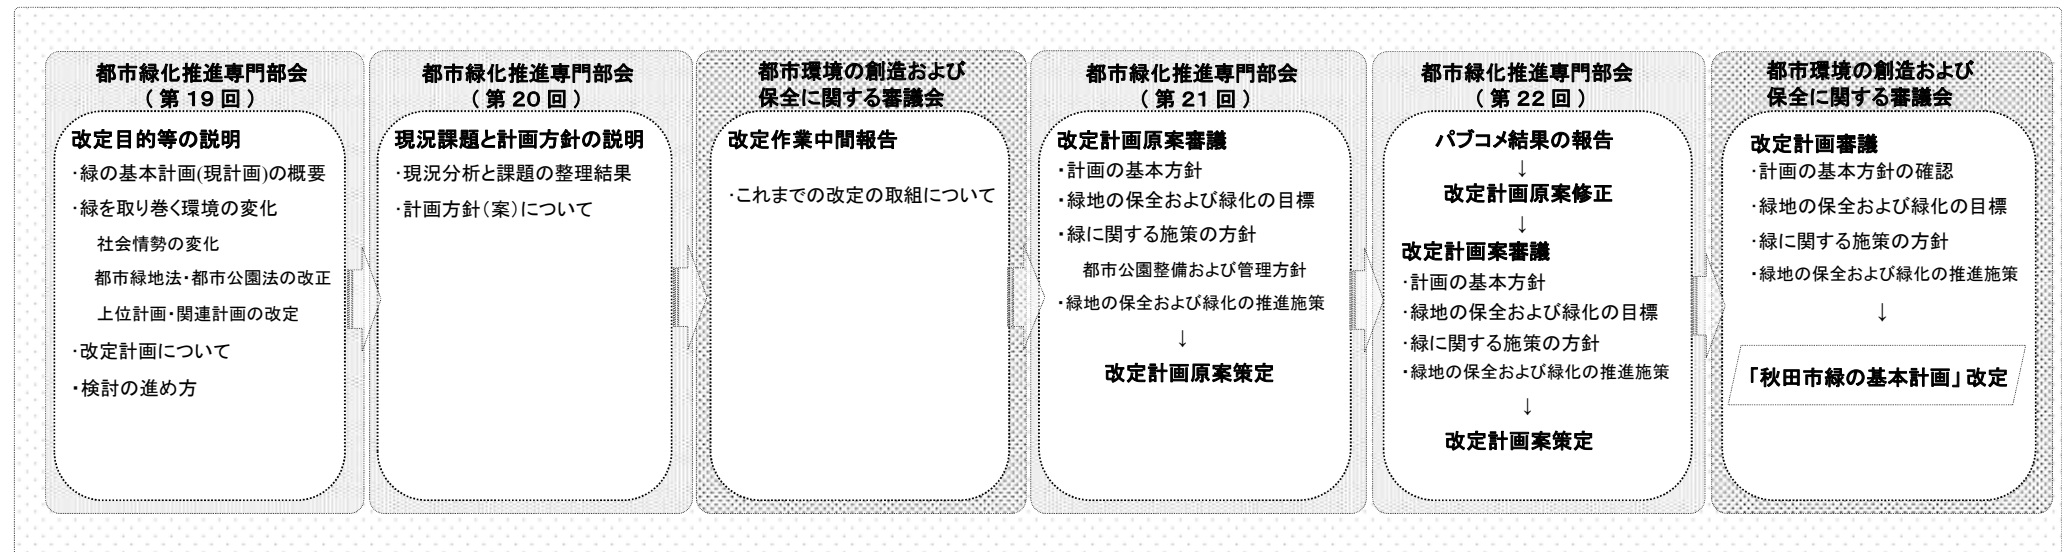 都市緑化推進専門部会
（ 第 19 回 ）
改定目的等の説明
・緑の基本計画(現計画)の概要
・緑を取り巻く環境の変化
社会情勢の変化
都市緑地法・都市公園法の改正
上位計画・関連計画の改定
・改定計画について
・検討の進め方
都市緑化推進専門部会
（ 第 20 回 ）
現況課題と計画方針の説明
・現況分析と課題の整理結果
・計画方針（案）について
都市環境の創造および
保全に関する審議会
改定作業中間報告
・これまでの改定の取組について
都市緑化推進専門部会
（ 第 21 回 ）
改定計画原案審議
・計画の基本方針
・緑地の保全および緑化の目標
・緑に関する施策の方針
都市公園整備および管理方針
・緑地の保全および緑化の推進施策
↓
改定計画原案策定
都市緑化推進専門部会
（ 第 22 回 ）
パブコメ結果の報告
↓
改定計画原案修正
↓
改定計画案審議
・計画の基本方針
・緑地の保全および緑化の目標
・緑に関する施策の方針
・緑地の保全および緑化の推進施策
↓
改定計画案策定
都市環境の創造および
保全に関する審議会
改定計画審議
・計画の基本方針の確認
・緑地の保全および緑化の目標
・緑に関する施策の方針
・緑地の保全および緑化の推進施策
↓
「秋田市緑の基本計画」改定